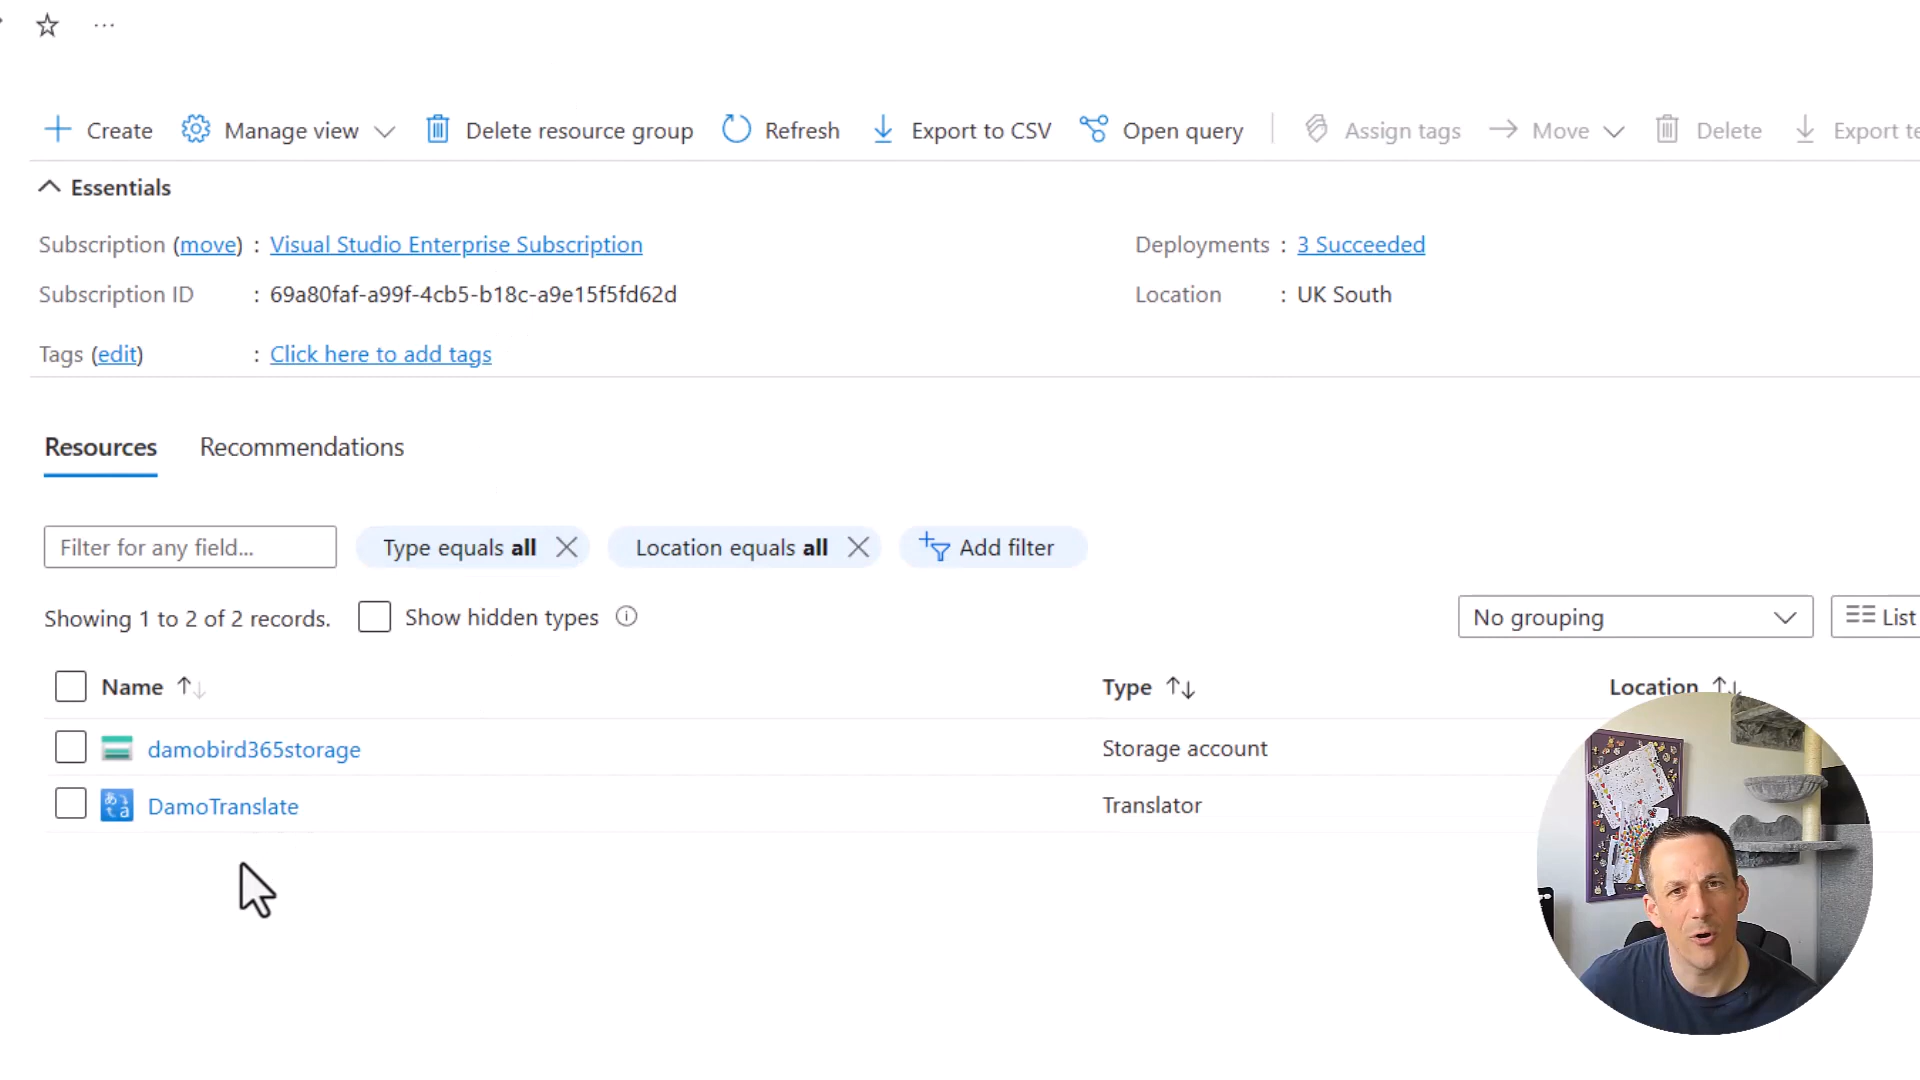 Create Manage view Delete resource group Refresh Export to CSV Open query Assign tags Move Delete Export te
Essentials
Subscription (move) : Visual Studio Enterprise Subscription
Deployments : 3 Succeeded
Subscription ID : 69a80faf-a99f-4cb5-b18c-a9e15f5fd62d
Location : UK South
Tags (edit) : Click here to add tags
Resources Recommendations
Filter for any field... Type equals all Location equals all Add filter
Showing 1 to 2 of 2 records. Show hidden types No grouping List
Name Type Location
damobird365storage Storage account
DamoTranslate Translator